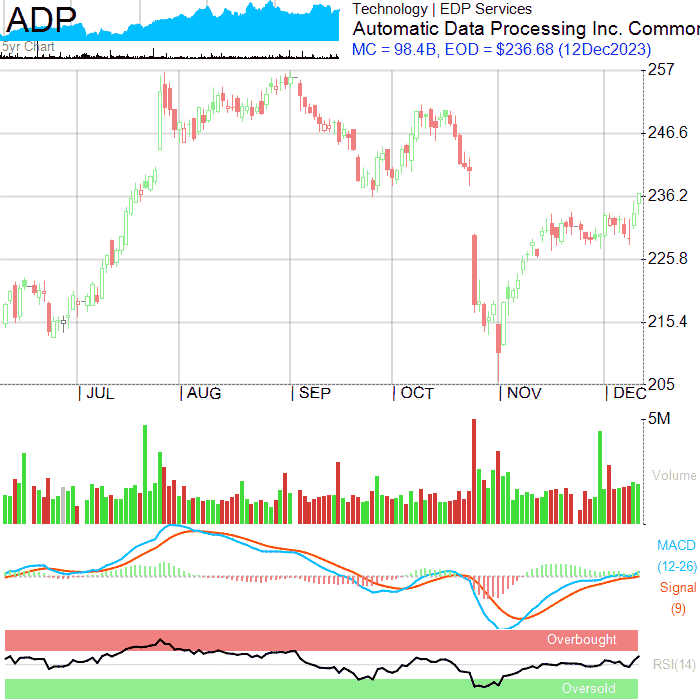 ADP
5yr Chart
Technology | EDP Services
Automatic Data Processing Inc. Common
MC = 98.4B, EOD = $236.68 (12Dec2023)
257
246.6
236.2
225.8
215.4
205
| JUL | AUG | SEP | OCT | NOV | DEC
5M
Volume
MACD
(12-26)
Signal
(9)
Overbought
RSI(14)
Oversold